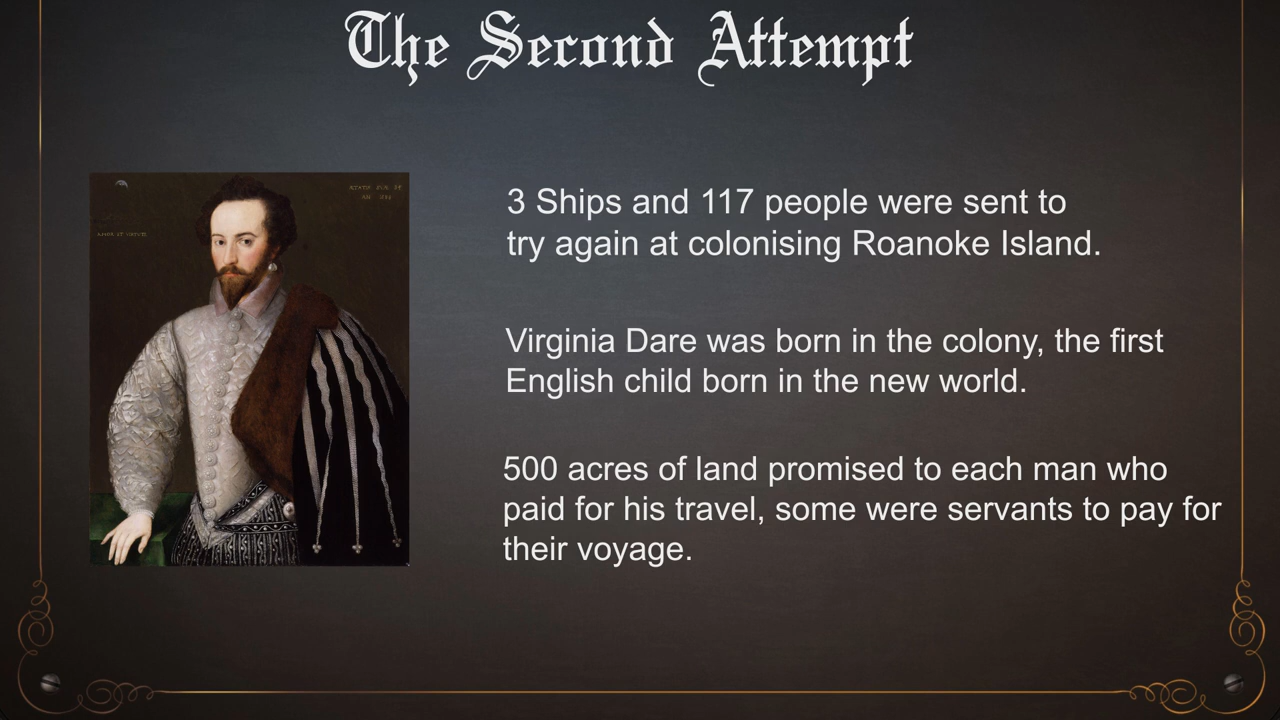 The Second Attempt
3 Ships and 117 people were sent to
try again at colonising Roanoke Island.
Virginia Dare was born in the colony, the first
English child born in the new world.
500 acres of land promised to each man who
paid for his travel, some were servants to pay for
their voyage.